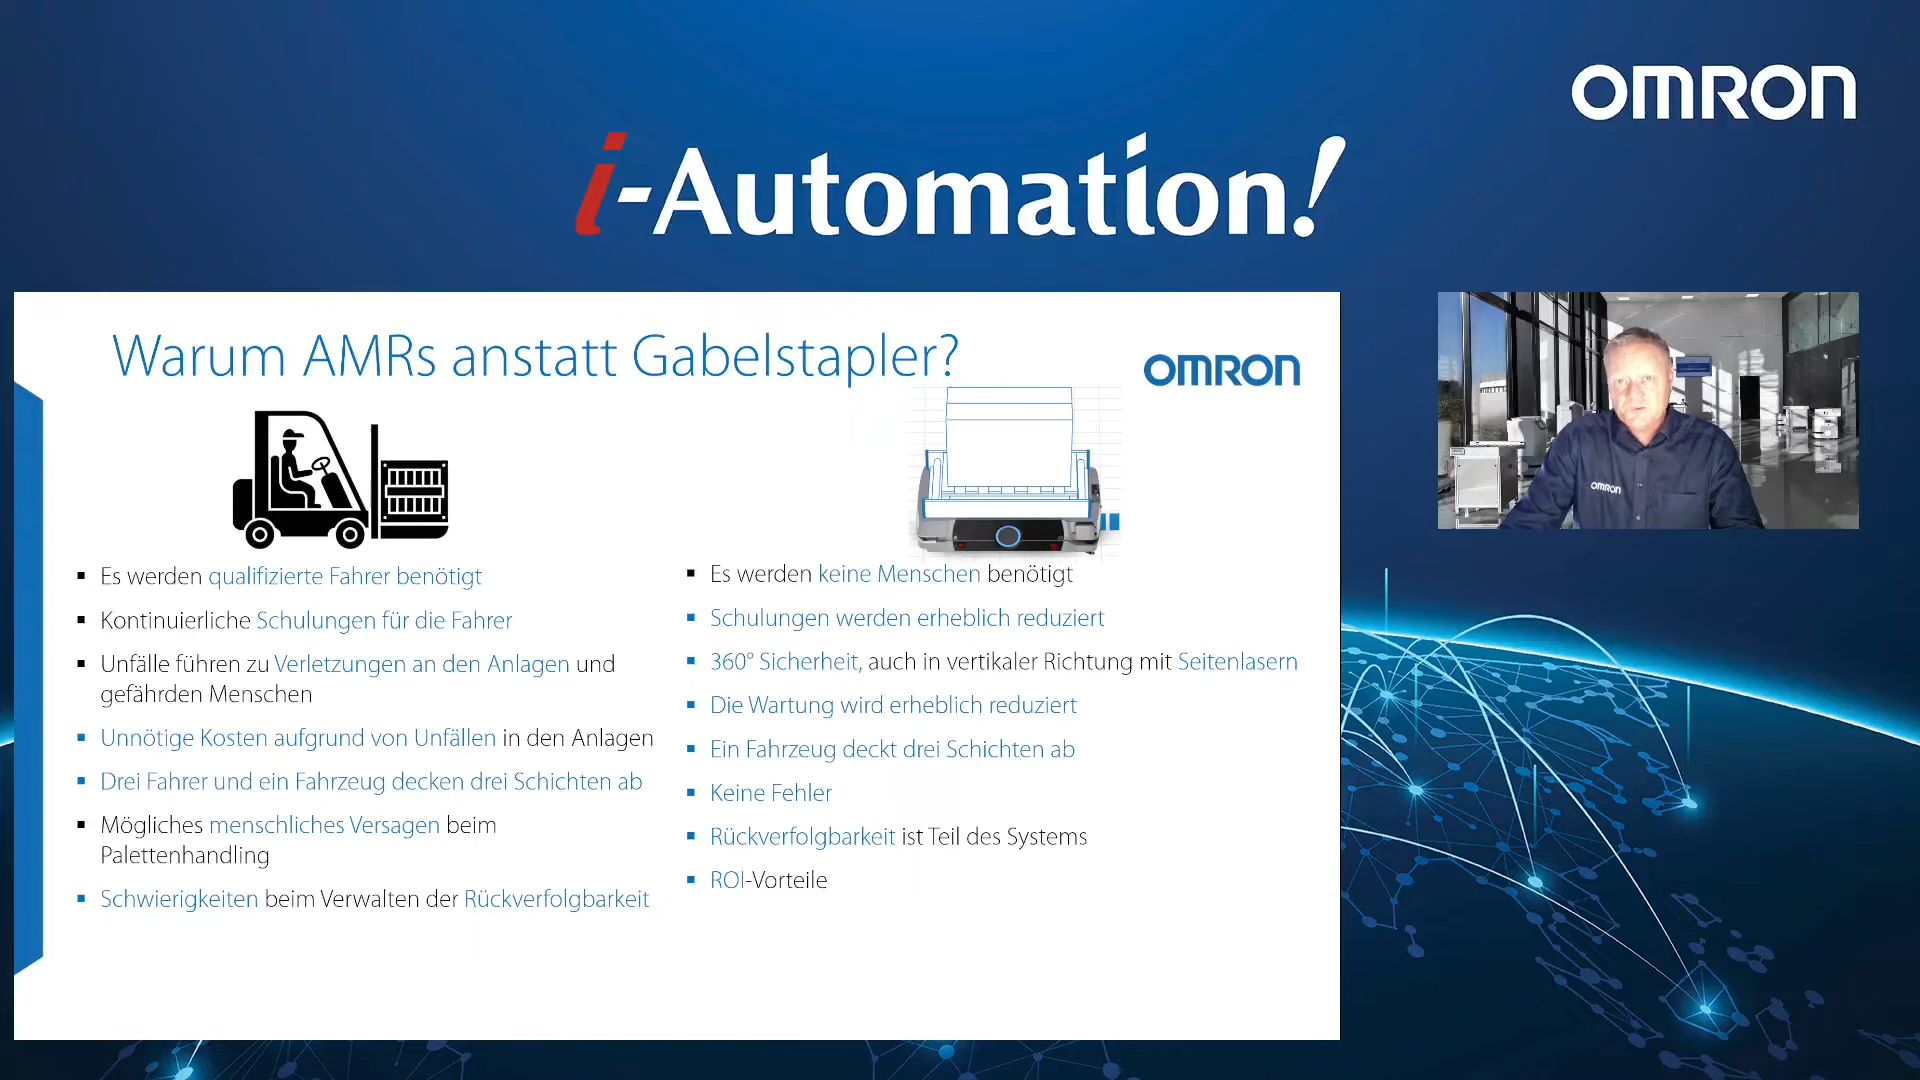 OMRON
i-Automation!
Warum AMRs anstatt Gabelstapler?
OMRON
Es werden qualifizierte Fahrer benötigt
Kontinuierliche Schulungen für die Fahrer
Unfälle führen zu Verletzungen an den Anlagen und
gefährden Menschen
Unnötige Kosten aufgrund von Unfällen in den Anlagen
Drei Fahrer und ein Fahrzeug decken drei Schichten ab
Mögliches menschliches Versagen beim
Palettenhandling
Schwierigkeiten beim Verwalten der Rückverfolgbarkeit
Es werden keine Menschen benötigt
Schulungen werden erheblich reduziert
360° Sicherheit, auch in vertikaler Richtung mit Seitenlasern
Die Wartung wird erheblich reduziert
Ein Fahrzeug deckt drei Schichten ab
Keine Fehler
Rückverfolgbarkeit ist Teil des Systems
ROI-Vorteile
OMRON